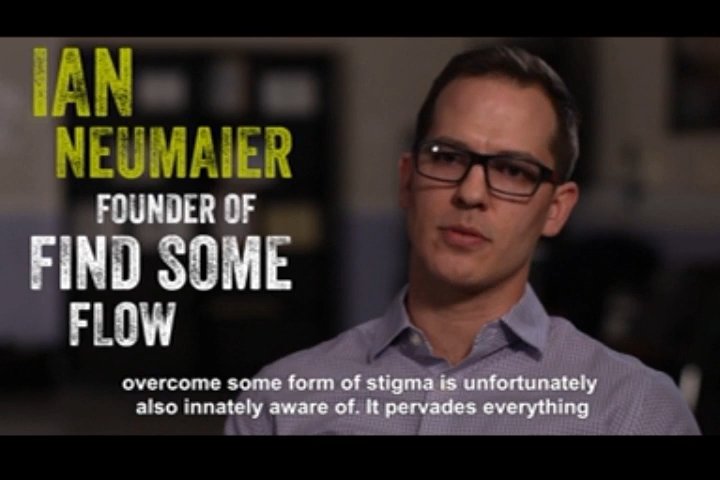 IAN
NEUMAIER
FOUNDER OF
FIND SOME
FLOW
overcome some form of stigma is unfortunately
also innately aware of. It pervades everything